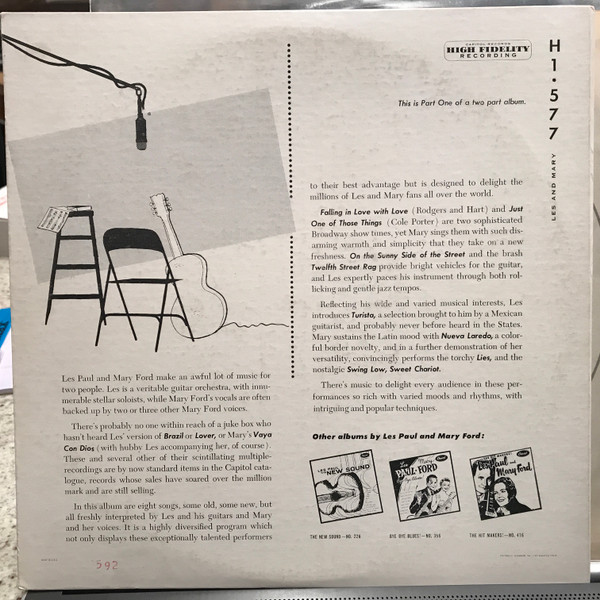 CAPITOL RECORDS
HIGH FIDELITY
RECORDING
H1·577
LES AND MARY
This is Part One of a two part album.
Les Paul and Mary Ford make an awful lot of music for
two people. Les is a veritable guitar orchestra, with innu-
merable stellar soloists, while Mary Ford's vocals are often
backed up by two or three other Mary Ford voices.
There's probably no one within reach of a juke box who
hasn't heard Les' version of Brazil or Lover, or Mary's Vaya
Con Dios (with hubby Les accompanying her, of course).
These and several other of their scintillating multiple-
recordings are by now standard items in the Capitol cata-
logue, records whose sales have soared over the million
mark and are still selling.
In this album are eight songs, some old, some new, but
all freshly interpreted by Les and his guitars and Mary
and her voices. It is a highly diversified program which
not only displays these exceptionally talented performers
to their best advantage but is designed to delight the
millions of Les and Mary fans all over the world.
Falling in Love with Love (Rodgers and Hart) and Just
One of Those Things (Cole Porter) are two sophisticated
Broadway show tunes, yet Mary sings them with such dis-
arming warmth and simplicity that they take on a new
freshness. On the Sunny Side of the Street and the brash
Twelfth Street Rag provide bright vehicles for the guitar,
and Les expertly paces his instrument through both rol-
licking and gentle jazz tempos.
Reflecting his wide and varied musical interests, Les
introduces Turista, a selection brought to him by a Mexican
guitarist, and probably never before heard in the States.
Mary sustains the Latin mood with Nueva Laredo, a color-
ful border novelty, and in a further demonstration of her
versatility, convincingly performs the torchy Lies, and the
nostalgic Swing Low, Sweet Chariot.
There's music to delight every audience in these per-
formances so rich with varied moods and rhythms, with
intriguing and popular techniques.
Other albums by Les Paul and Mary Ford:
NEW SOUND
PAUL · FORD
Les Paul and
Mary Ford
THE NEW SOUND—NO. 226
BYE BYE BLUES!—NO. 356
THE HIT MAKERS!—NO. 416
592